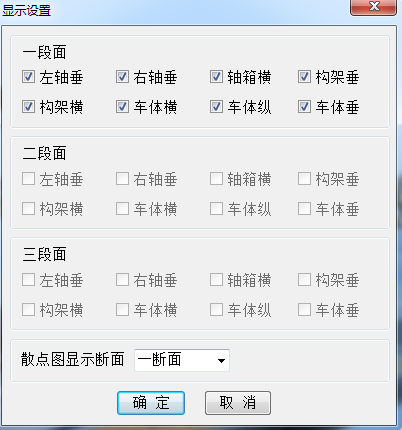 显示设置
一段面
左轴垂 右轴垂 轴箱横 构架垂
构架横 车体横 车体纵 车体垂
二段面
左轴垂 右轴垂 轴箱横 构架垂
构架横 车体横 车体纵 车体垂
三段面
左轴垂 右轴垂 轴箱横 构架垂
构架横 车体横 车体纵 车体垂
散点图显示断面 一断面
确 定 取 消